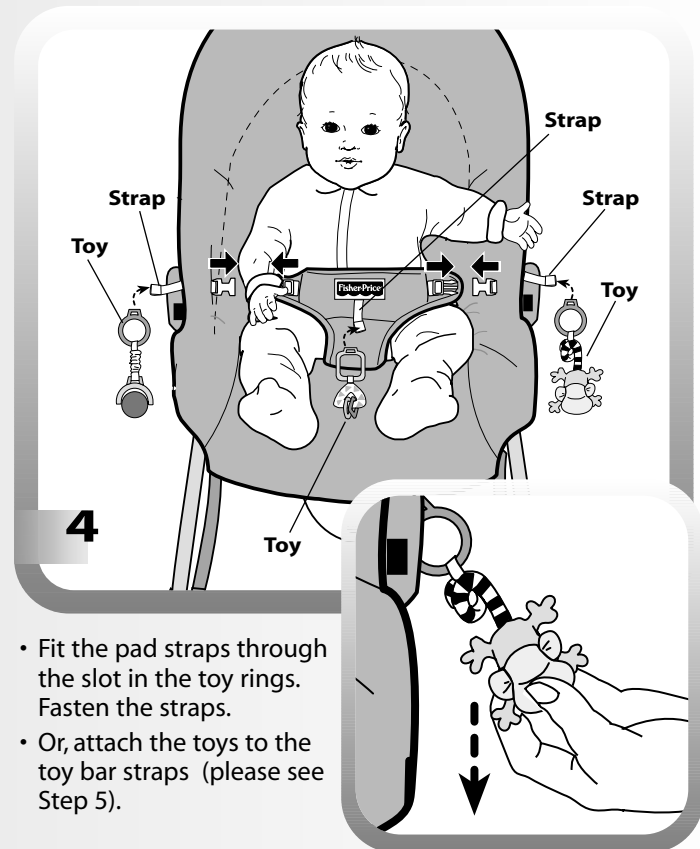 Strap
Strap
Strap
Toy
Toy
Fisher-Price
4
Toy
• Fit the pad straps through
the slot in the toy rings.
Fasten the straps.
• Or, attach the toys to the
toy bar straps (please see
Step 5).